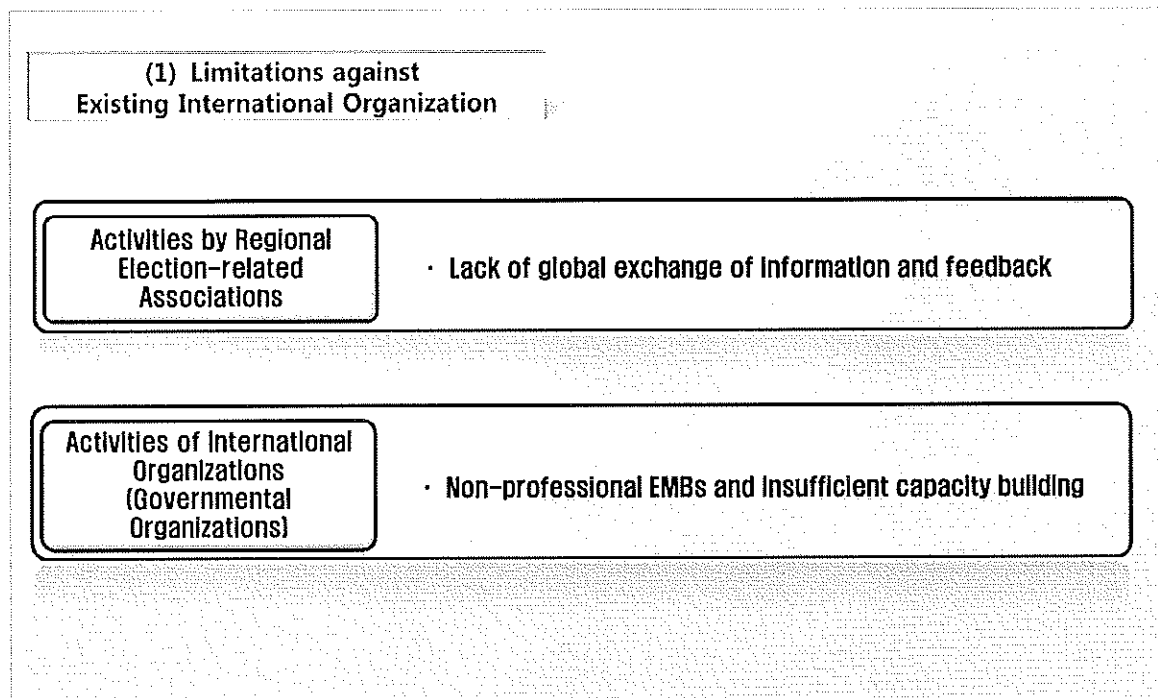 (1) Limitations against
Existing International Organization
Activities by Regional
Election-related
Associations
· Lack of global exchange of information and feedback
Activities of International
Organizations
(Governmental
Organizations)
· Non-professional EMBs and insufficient capacity building